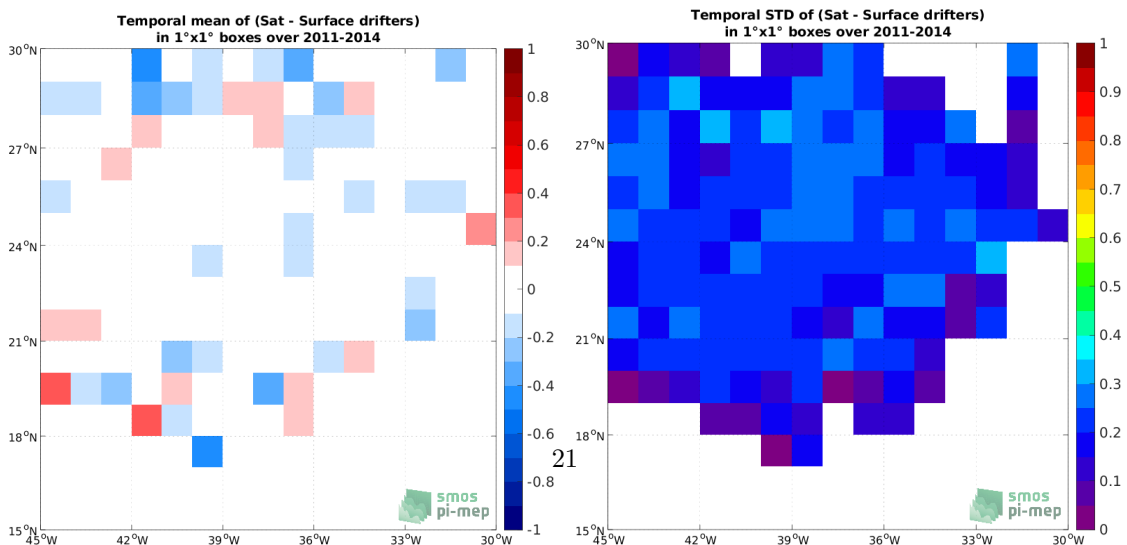 Temporal mean of (Sat - Surface drifters)
in 1°x1° boxes over 2011-2014
30°N
27°N
24°N
21°N
18°N
15°N
45°W
42°W
39°W
36°W
33°W
30°W
1
0.8
0.6
0.4
0.2
0
-0.2
-0.4
-0.6
-0.8
-1
smos
pi-mep
Temporal STD of (Sat - Surface drifters)
in 1°x1° boxes over 2011-2014
30°N
27°N
24°N
21°N
18°N
15°N
45°W
42°W
39°W
36°W
33°W
30°W
1
0.9
0.8
0.7
0.6
0.5
0.4
0.3
0.2
0.1
0
smos
pi-mep
21